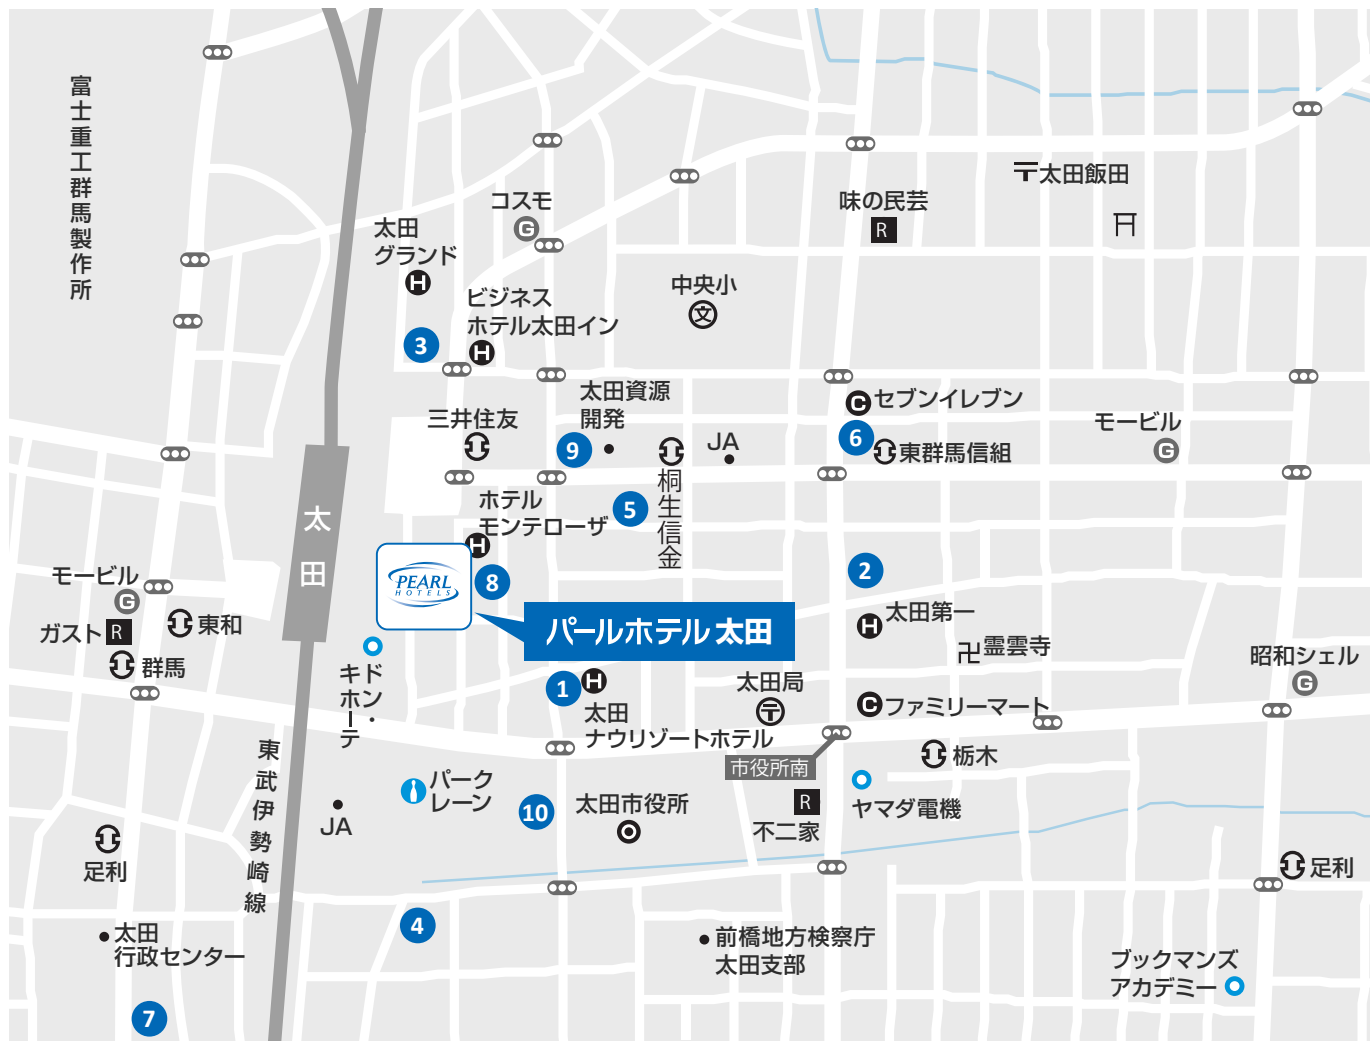 富士重工群馬製作所
太田飯田
味の民芸
R
コスモ
G
太田
グランド
H
中央小
文
ビジネス
ホテル太田イン
H
3
太田資源
開発
セブンイレブン
C
三井住友
モービル
G
9
JA
6
東群馬信組
桐生信金
ホテル
モンテローザ
H
5
太田
PEARL
HOTELS
8
2
モービル
G
ガスト
R
東和
群馬
パールホテル 太田
太田第一
H
霊雲寺
キド
ホン・
ーテ
1
H
太田
ナウリゾートホテル
太田局
昭和シェル
G
C
ファミリーマート
市役所南
栃木
東武伊勢崎線
パーク
レーン
JA
10
太田市役所
R
不二家
ヤマダ電機
足利
足利
4
太田
行政センター
前橋地方検察庁
太田支部
ブックマンズ
アカデミー
7